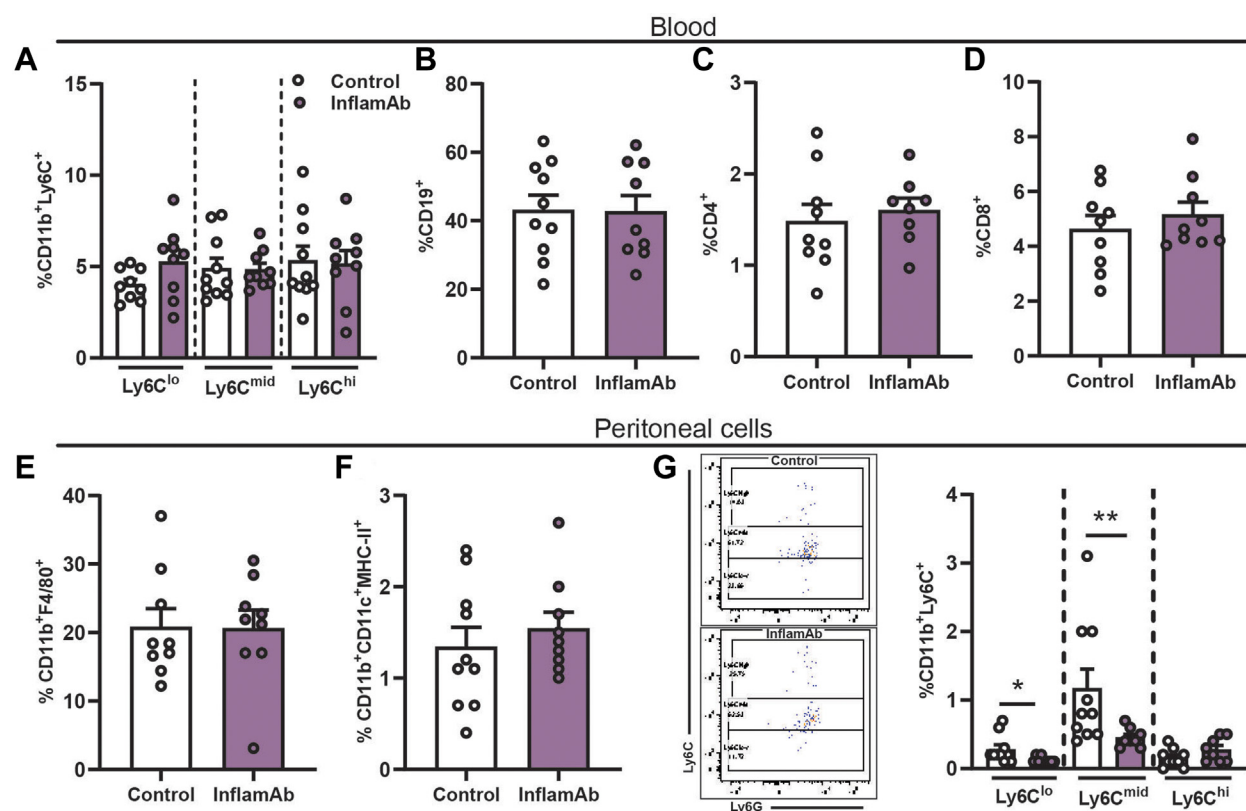 Blood
A
%CD11b⁺Ly6C⁺
15
10
5
0
Control
InflamAb
Ly6Cˡᵒ
Ly6Cᵐⁱᵈ
Ly6Cʰⁱ
B
%CD19⁺
80
60
40
20
0
Control
InflamAb
C
%CD4⁺
3
2
1
0
Control
InflamAb
D
%CD8⁺
10
8
6
4
2
0
Control
InflamAb
Peritoneal cells
E
% CD11b⁺F4/80⁺
40
30
20
10
0
Control
InflamAb
F
% CD11b⁺CD11c⁺MHC-II⁺
3
2
1
0
Control
InflamAb
G
Control
InflamAb
Ly6C
Ly6G
%CD11b⁺Ly6C⁺
4
3
2
1
0
*
**
Ly6Cˡᵒ
Ly6Cᵐⁱᵈ
Ly6Cʰⁱ